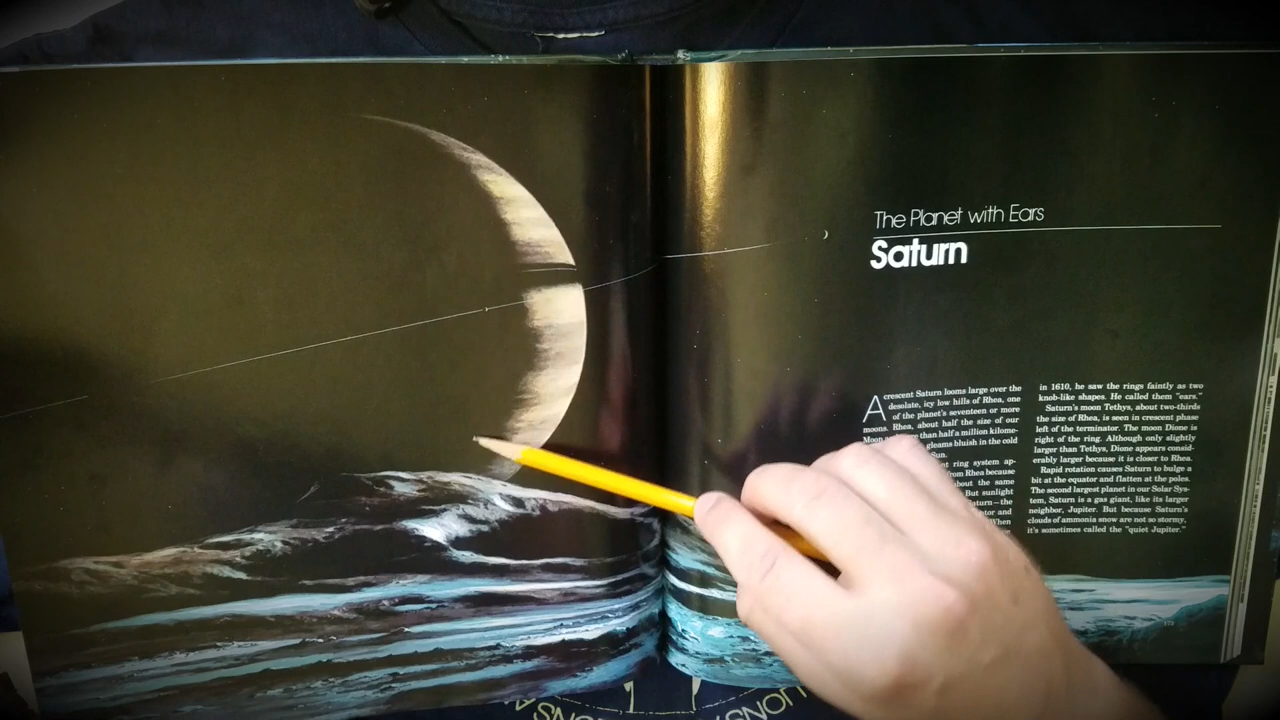 The Planet with Ears
Saturn
A crescent Saturn looms large over the
desolate, icy low hills of Rhea, one
of the planet's seventeen or more
moons. Rhea, about half the size of our
Moon more than half a million kilome-
gleams bluish in the cold
Sun.
ring system ap-
from Rhea because
about the same
But sunlight
Saturn—the
and
When
in 1610, he saw the rings faintly as two
knob-like shapes. He called them "ears."
Saturn's moon Tethys, about two-thirds
the size of Rhea, is seen in crescent phase
left of the terminator. The moon Dione is
right of the ring. Although only slightly
larger than Tethys, Dione appears consid-
erably larger because it is closer to Rhea.
Rapid rotation causes Saturn to bulge a
bit at the equator and flatten at the poles.
The second largest planet in our Solar Sys-
tem, Saturn is a gas giant, like its larger
neighbor, Jupiter. But because Saturn's
clouds of ammonia snow are not so stormy,
it's sometimes called the "quiet Jupiter."